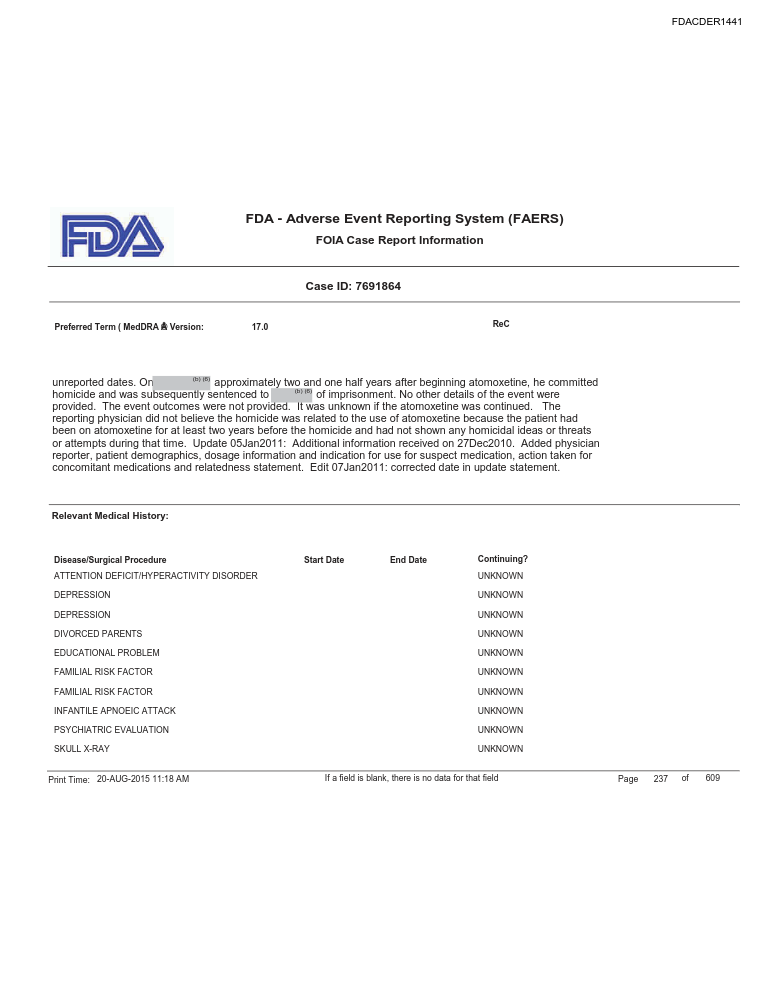 FDACDER1441
FDA
FDA - Adverse Event Reporting System (FAERS)
FOIA Case Report Information
Case ID: 7691864
Preferred Term ( MedDRA ® Version: 17.0 ReC
unreported dates. On (b) (6) approximately two and one half years after beginning atomoxetine, he committed
homicide and was subsequently sentenced to (b) (6) of imprisonment. No other details of the event were
provided. The event outcomes were not provided. It was unknown if the atomoxetine was continued. The
reporting physician did not believe the homicide was related to the use of atomoxetine because the patient had
been on atomoxetine for at least two years before the homicide and had not shown any homicidal ideas or threats
or attempts during that time. Update 05Jan2011: Additional information received on 27Dec2010. Added physician
reporter, patient demographics, dosage information and indication for use for suspect medication, action taken for
concomitant medications and relatedness statement. Edit 07Jan2011: corrected date in update statement.
Relevant Medical History:
Disease/Surgical Procedure Start Date End Date Continuing?
ATTENTION DEFICIT/HYPERACTIVITY DISORDER UNKNOWN
DEPRESSION UNKNOWN
DEPRESSION UNKNOWN
DIVORCED PARENTS UNKNOWN
EDUCATIONAL PROBLEM UNKNOWN
FAMILIAL RISK FACTOR UNKNOWN
FAMILIAL RISK FACTOR UNKNOWN
INFANTILE APNOEIC ATTACK UNKNOWN
PSYCHIATRIC EVALUATION UNKNOWN
SKULL X-RAY UNKNOWN
Print Time: 20-AUG-2015 11:18 AM If a field is blank, there is no data for that field Page 237 of 609